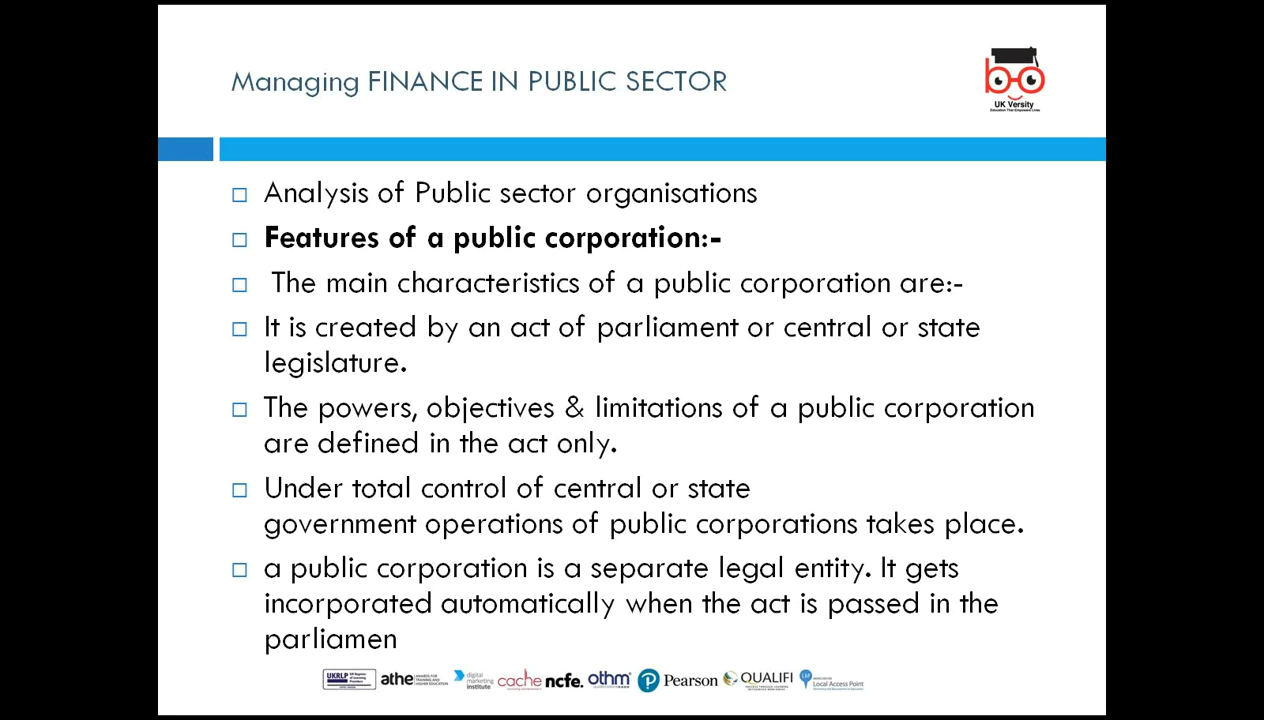 Managing FINANCE IN PUBLIC SECTOR
UK Versity
Analysis of Public sector organisations
Features of a public corporation:-
The main characteristics of a public corporation are:-
It is created by an act of parliament or central or state
legislature.
The powers, objectives & limitations of a public corporation
are defined in the act only.
Under total control of central or state
government operations of public corporations takes place.
a public corporation is a separate legal entity. It gets
incorporated automatically when the act is passed in the
parliamen
UKRLP
athe
digital
marketing
institute
cache
ncfe.
othm
Pearson
QUALIFI
Local Access Point